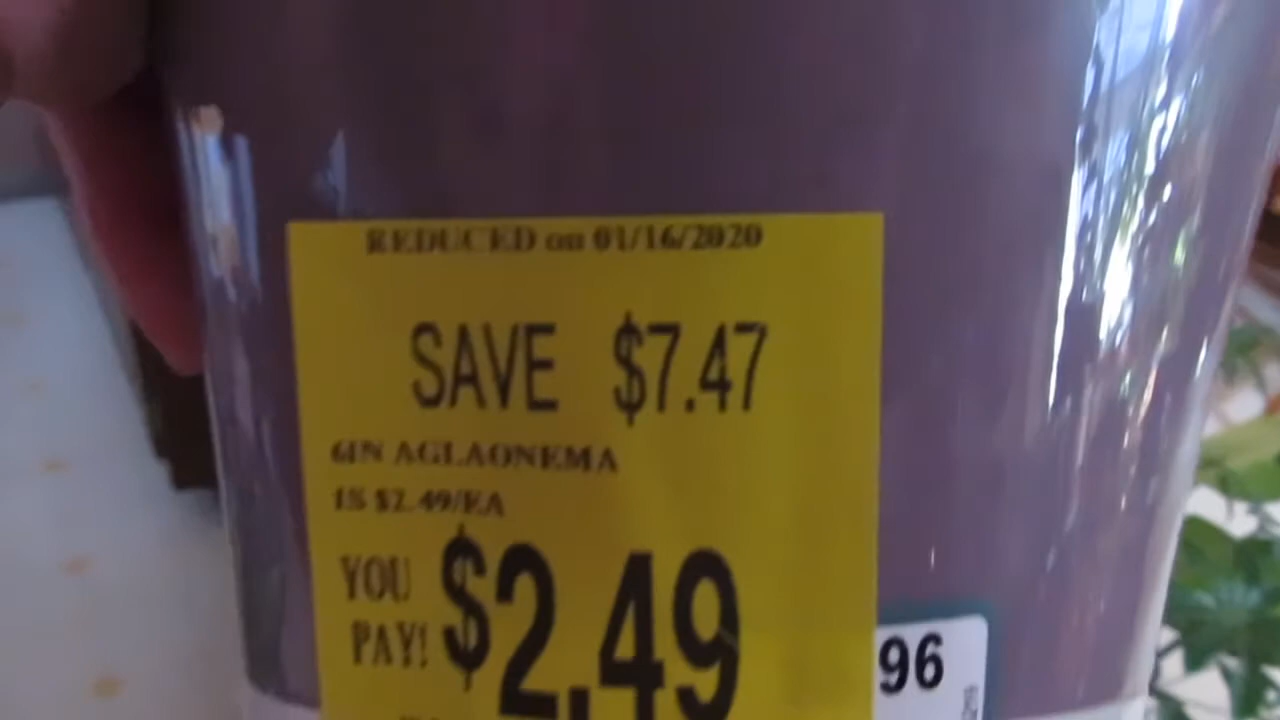 REDUCED on 01/16/2020
SAVE $7.47
6IN AGLAONEMA
IS $2.49/EA
YOU PAY! $2.49
96